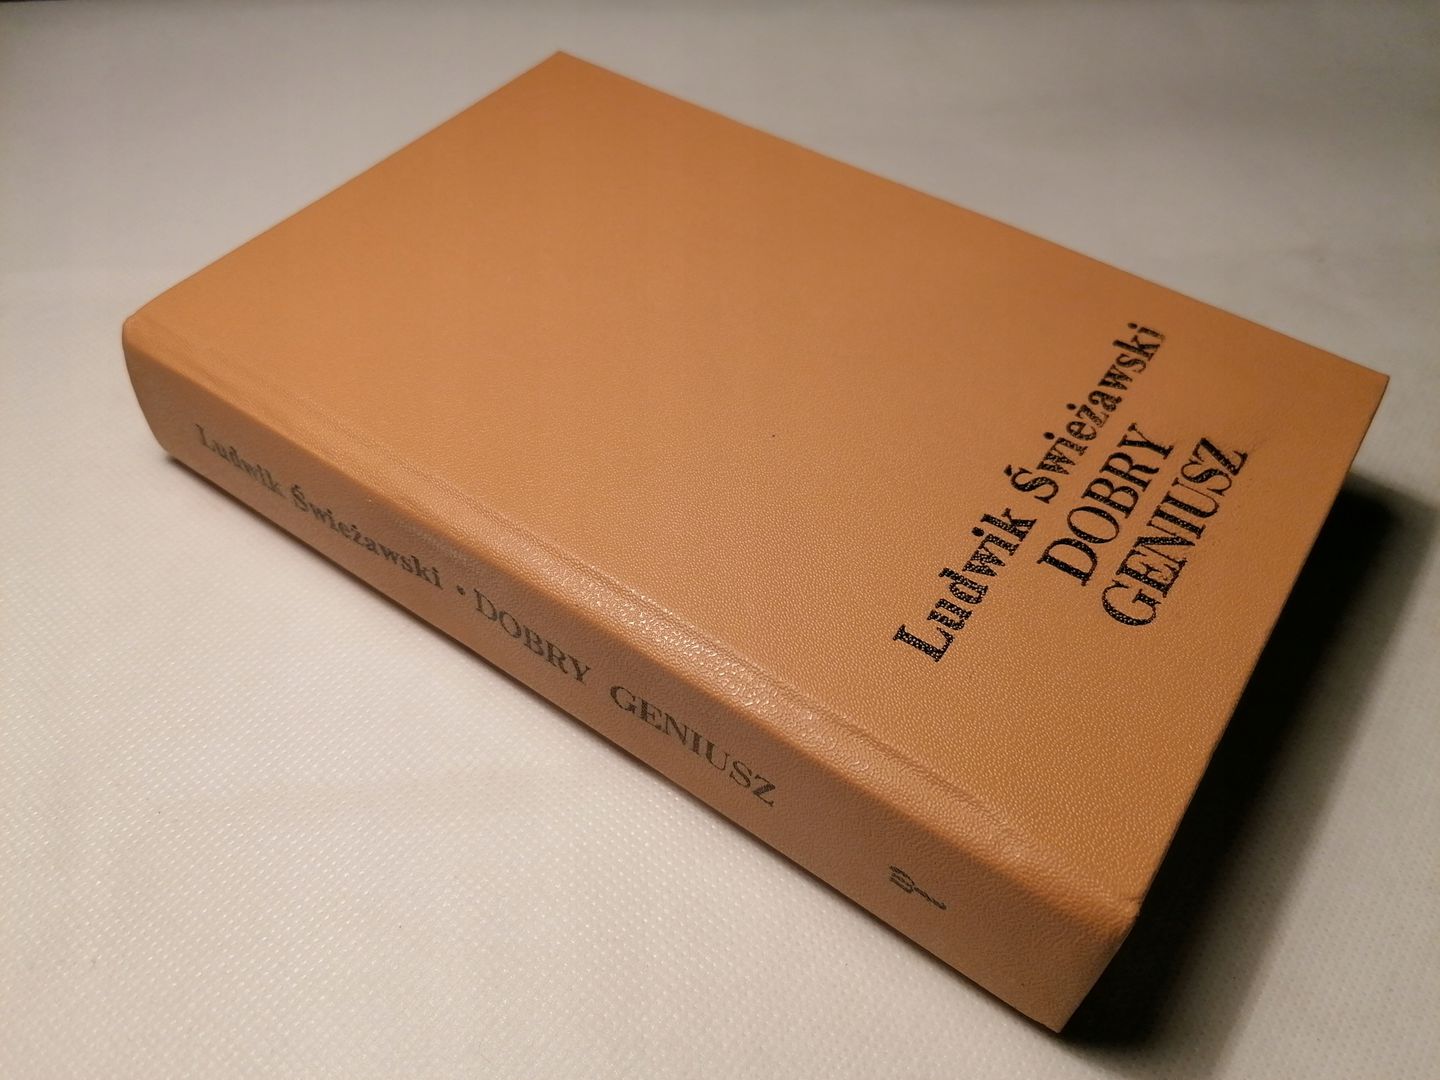 Ludwik Świeżawski
DOBRY
GENIUSZ
Ludwik Świeżawski • DOBRY GENIUSZ